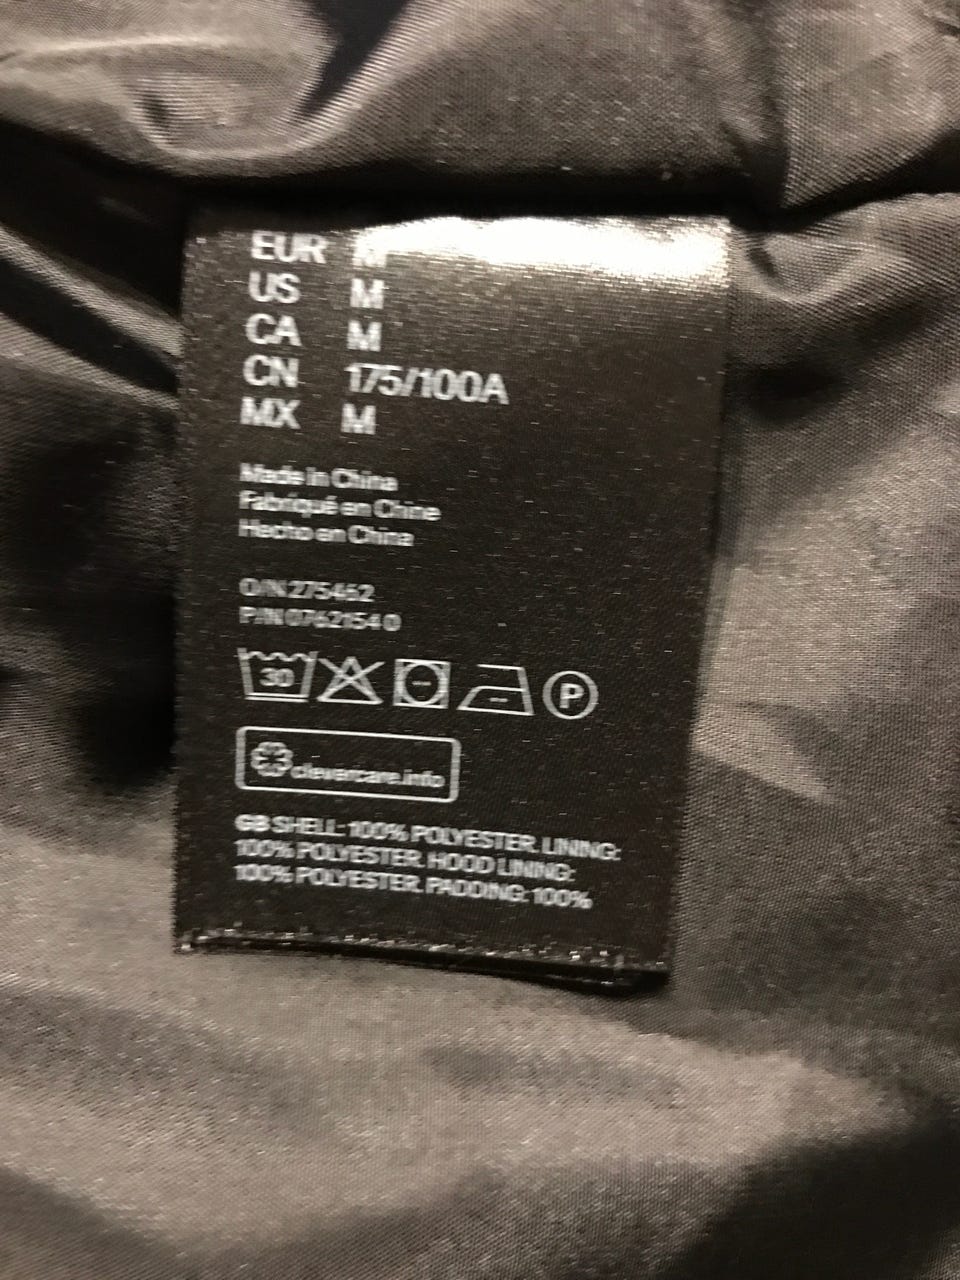 EUR M
US M
CA M
CN 175/100A
MX M
Made in China
Fabriqué en Chine
Hecho en China
O/N 275462
P/N 07621540
30
P
clevercare.info
GB SHELL: 100% POLYESTER. LINING:
100% POLYESTER. HOOD LINING:
100% POLYESTER. PADDING: 100%